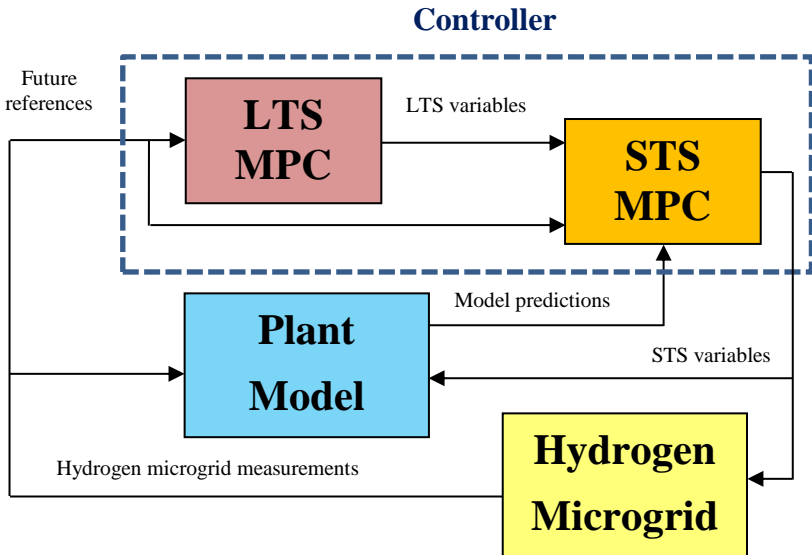 Controller
Future
references
LTS
MPC
LTS variables
STS
MPC
Plant
Model
Model predictions
STS variables
Hydrogen microgrid measurements
Hydrogen
Microgrid